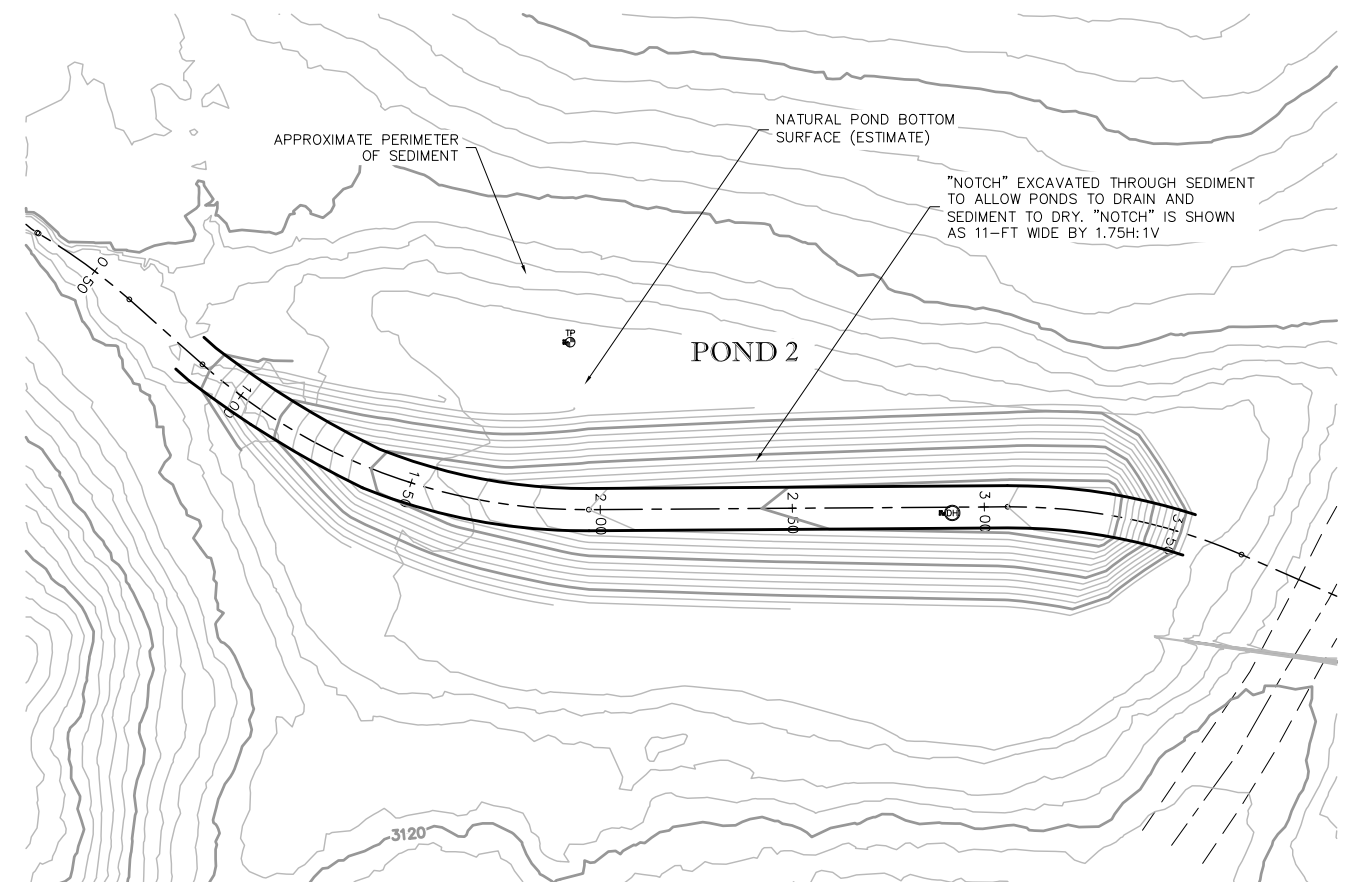 NATURAL POND BOTTOM
SURFACE (ESTIMATE)
APPROXIMATE PERIMETER
OF SEDIMENT
"NOTCH" EXCAVATED THROUGH SEDIMENT
TO ALLOW PONDS TO DRAIN AND
SEDIMENT TO DRY. "NOTCH" IS SHOWN
AS 11-FT WIDE BY 1.75H:1V
0+50
TP
POND 2
1+00
1+50
2+00
2+50
3+00
DH
3+50
3120